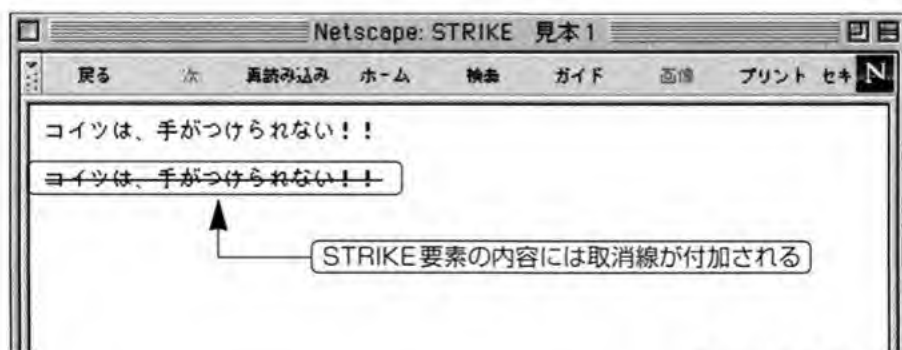 Netscape: STRIKE 見本1
戻る 次 再読み込み ホーム 検索 ガイド 画像 プリント セキ N
コイツは、手がつけられない！！
コイツは、手がつけられない！！
STRIKE要素の内容には取消線が付加される